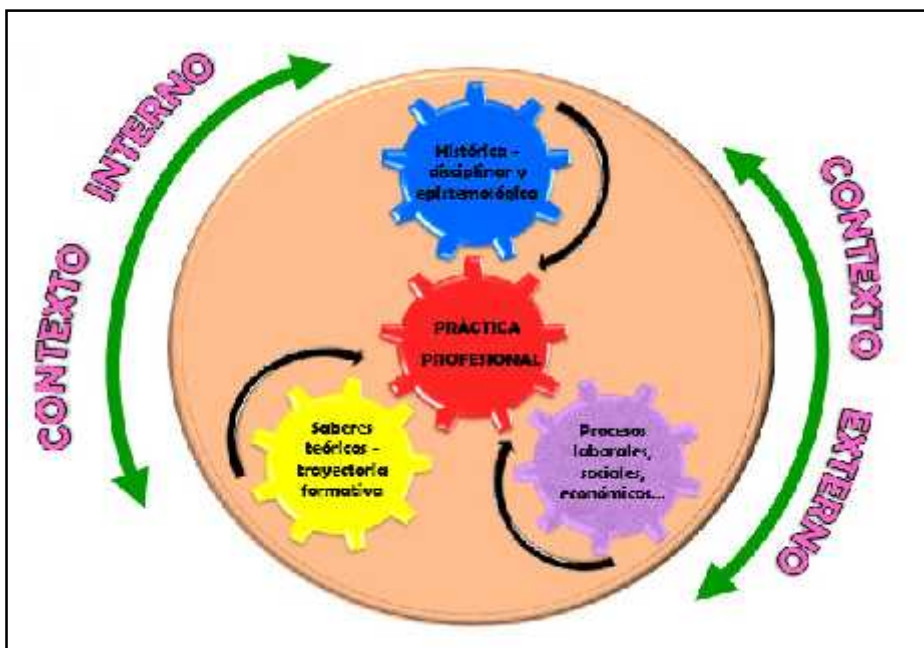 CONTEXTO INTERNO
Histórica –
disciplinar y
epistemológica
CONTEXTO EXTERNO
PRÁCTICA
PROFESIONAL
Saberes
teóricos –
trayectoria
formativa
Procesos
laborales,
sociales,
económicos...